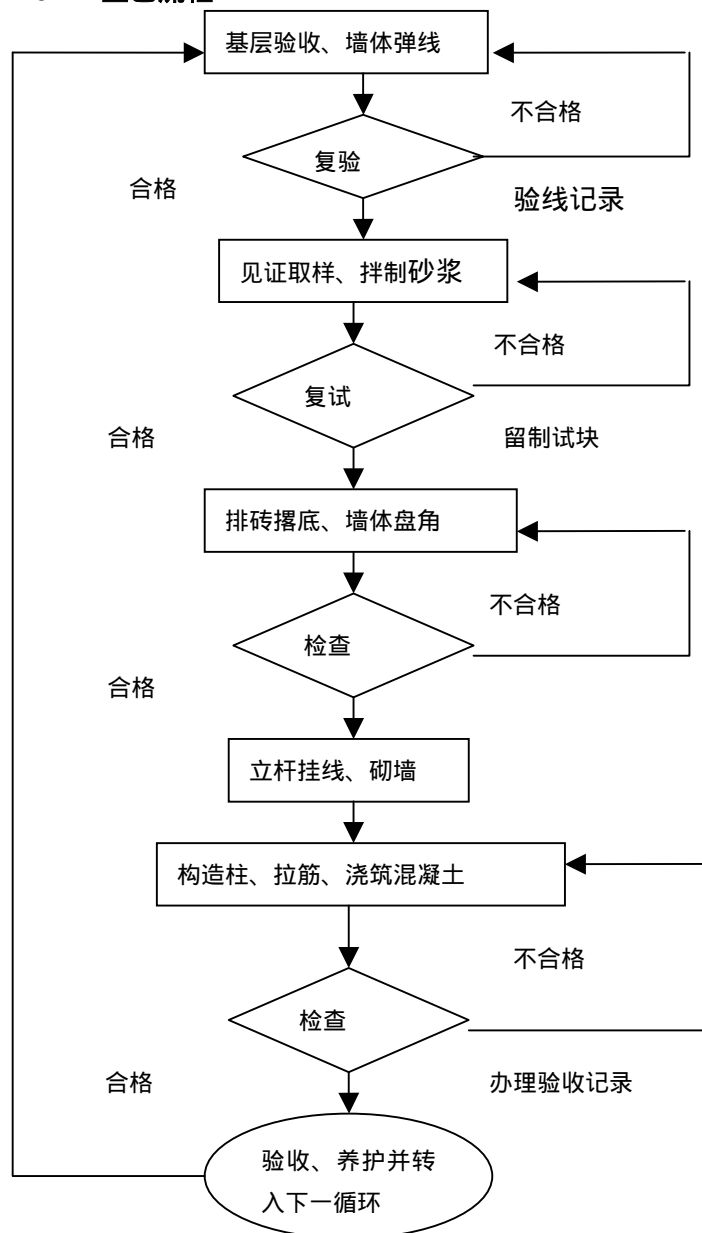 基层验收、墙体弹线
不合格
复验
合格
验线记录
见证取样、拌制砂浆
不合格
复试
合格
留制试块
排砖撂底、墙体盘角
不合格
检查
合格
立杆挂线、砌墙
构造柱、拉筋、浇筑混凝土
不合格
检查
合格
办理验收记录
验收、养护并转
入下一循环